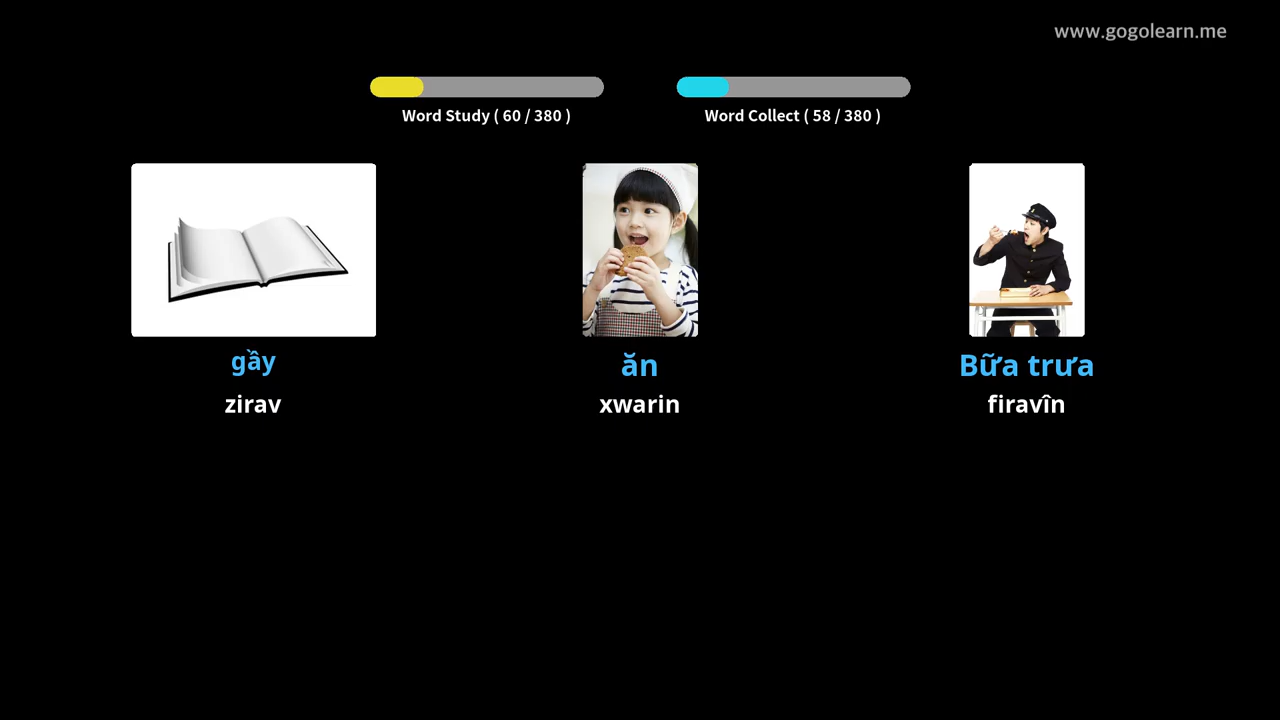 www.gogolearn.me
Word Study ( 60 / 380 )
Word Collect ( 58 / 380 )
gầy
ăn
Bữa trưa
zirav
xwarin
firavîn